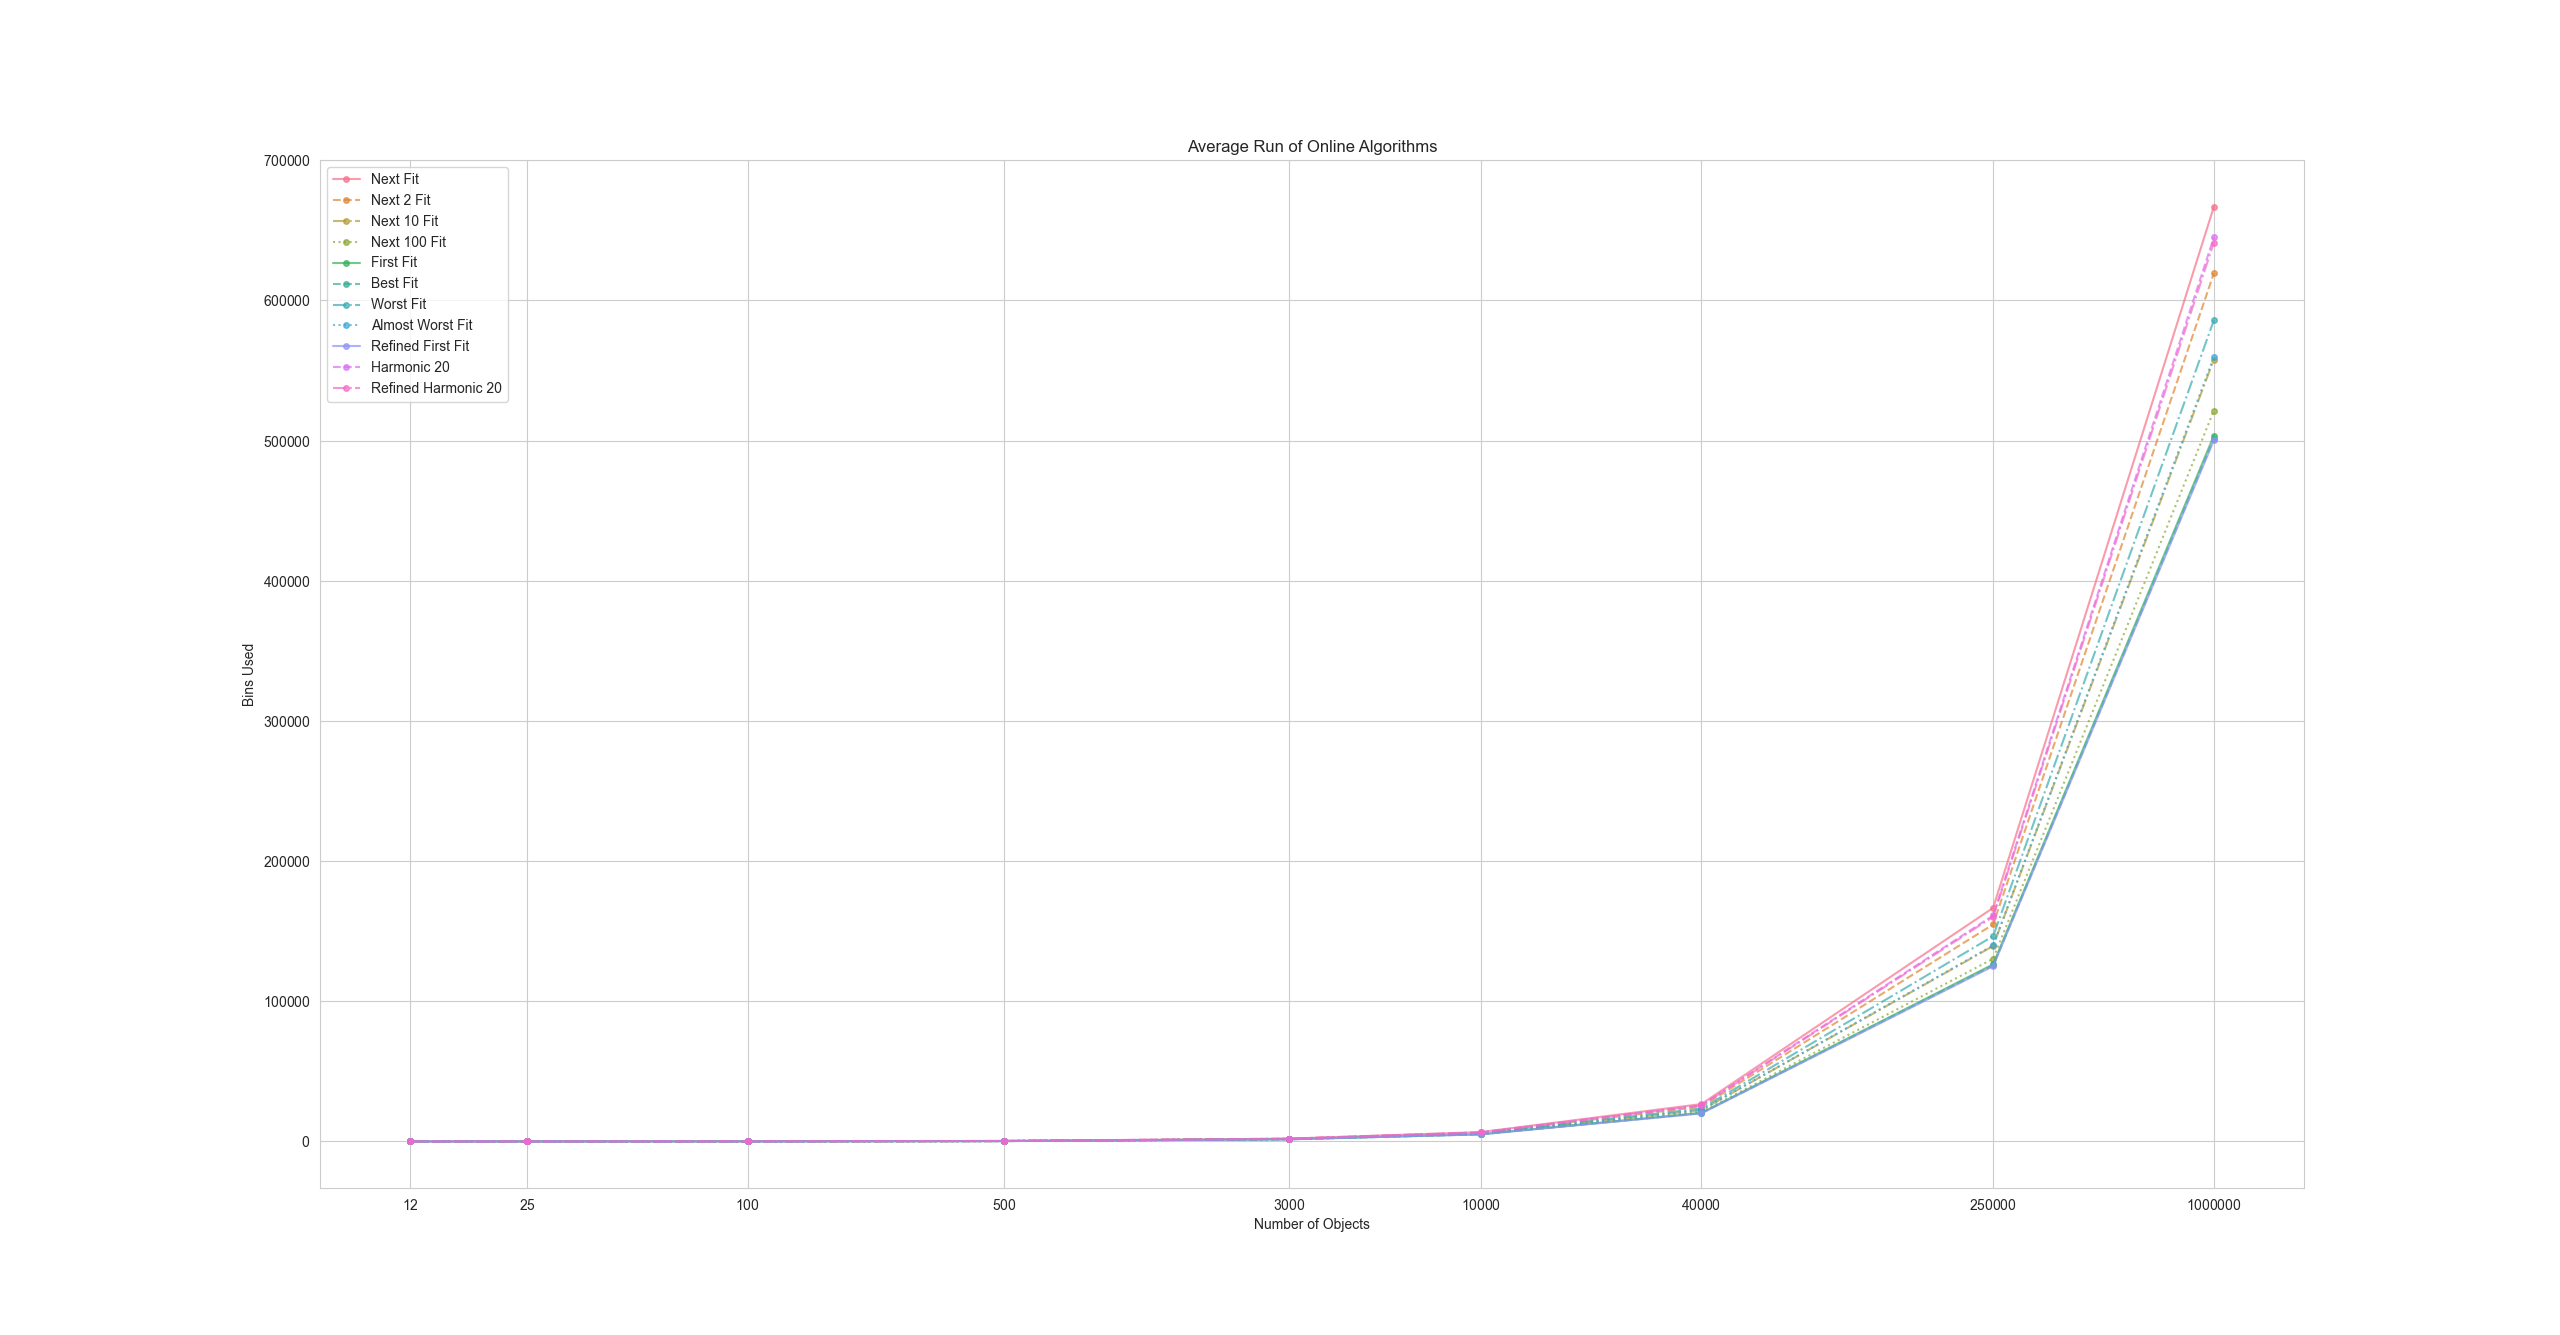 Average Run of Online Algorithms
700000
600000
500000
400000
300000
200000
100000
0
Bins Used
Next Fit
Next 2 Fit
Next 10 Fit
Next 100 Fit
First Fit
Best Fit
Worst Fit
Almost Worst Fit
Refined First Fit
Harmonic 20
Refined Harmonic 20
12 25 100 500 3000 10000 40000 250000 1000000
Number of Objects